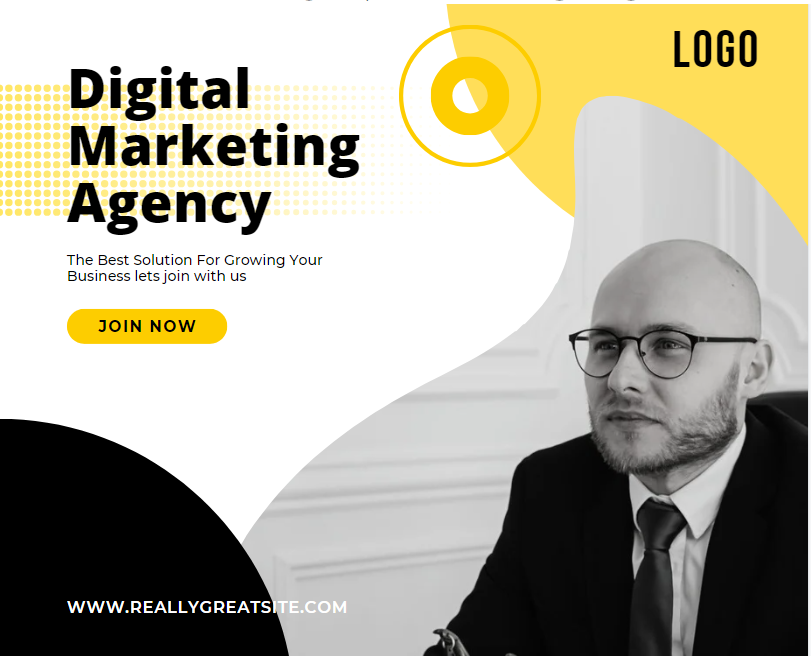 LOGO
Digital
Marketing
Agency
The Best Solution For Growing Your
Business lets join with us
JOIN NOW
WWW.REALLYGREATSITE.COM